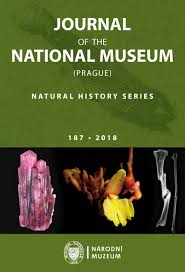 JOURNAL
OF THE
NATIONAL MUSEUM
(PRAGUE)
NATURAL HISTORY SERIES
187 • 2018
NÁRODNÍ
MUZEUM